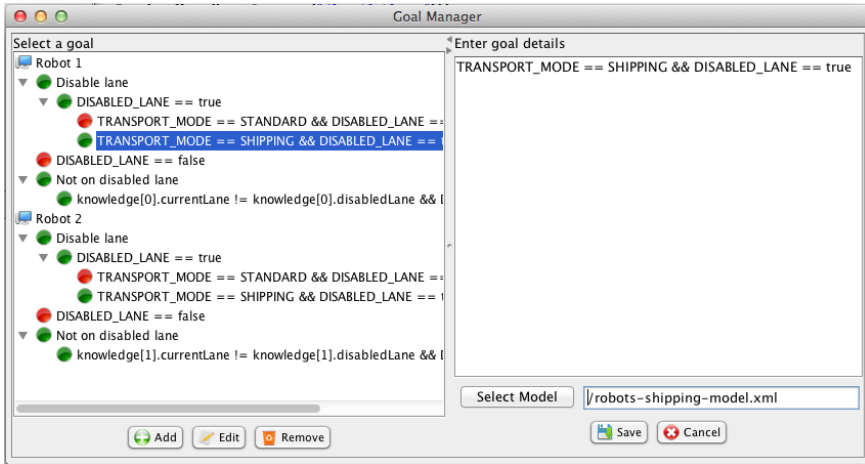 Goal Manager
Select a goal
Robot 1
Disable lane
DISABLED_LANE == true
TRANSPORT_MODE == STANDARD && DISABLED_LANE ==
TRANSPORT_MODE == SHIPPING && DISABLED_LANE ==
DISABLED_LANE == false
Not on disabled lane
knowledge[0].currentLane != knowledge[0].disabledLane &&
Robot 2
Disable lane
DISABLED_LANE == true
TRANSPORT_MODE == STANDARD && DISABLED_LANE ==
TRANSPORT_MODE == SHIPPING && DISABLED_LANE ==
DISABLED_LANE == false
Not on disabled lane
knowledge[1].currentLane != knowledge[1].disabledLane &&
Add Edit Remove
Enter goal details
TRANSPORT_MODE == SHIPPING && DISABLED_LANE == true
Select Model /robots-shipping-model.xml
Save Cancel